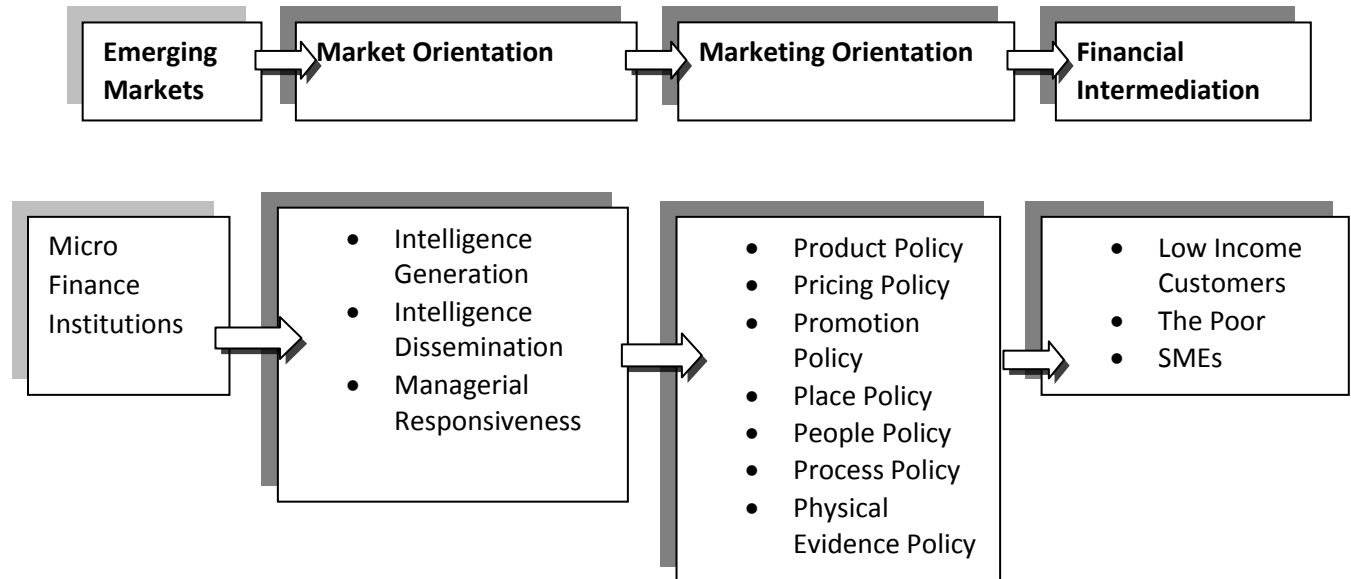 Emerging
Markets
Market Orientation
Marketing Orientation
Financial
Intermediation
Micro
Finance
Institutions
• Intelligence
Generation
• Intelligence
Dissemination
• Managerial
Responsiveness
• Product Policy
• Pricing Policy
• Promotion
Policy
• Place Policy
• People Policy
• Process Policy
• Physical
Evidence Policy
• Low Income
Customers
• The Poor
• SMEs